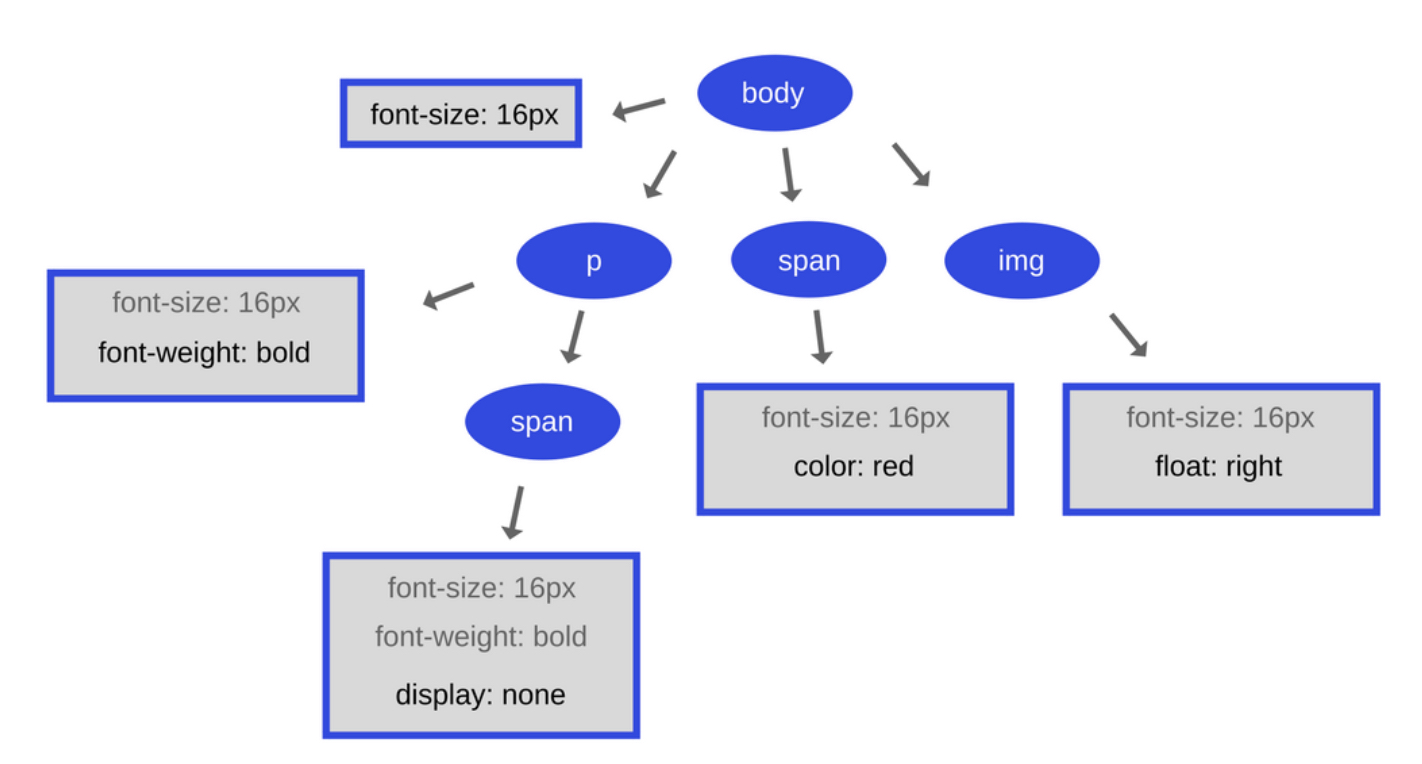 body
font-size: 16px
p
span
img
font-size: 16px
font-weight: bold
span
font-size: 16px
color: red
font-size: 16px
float: right
font-size: 16px
font-weight: bold
display: none